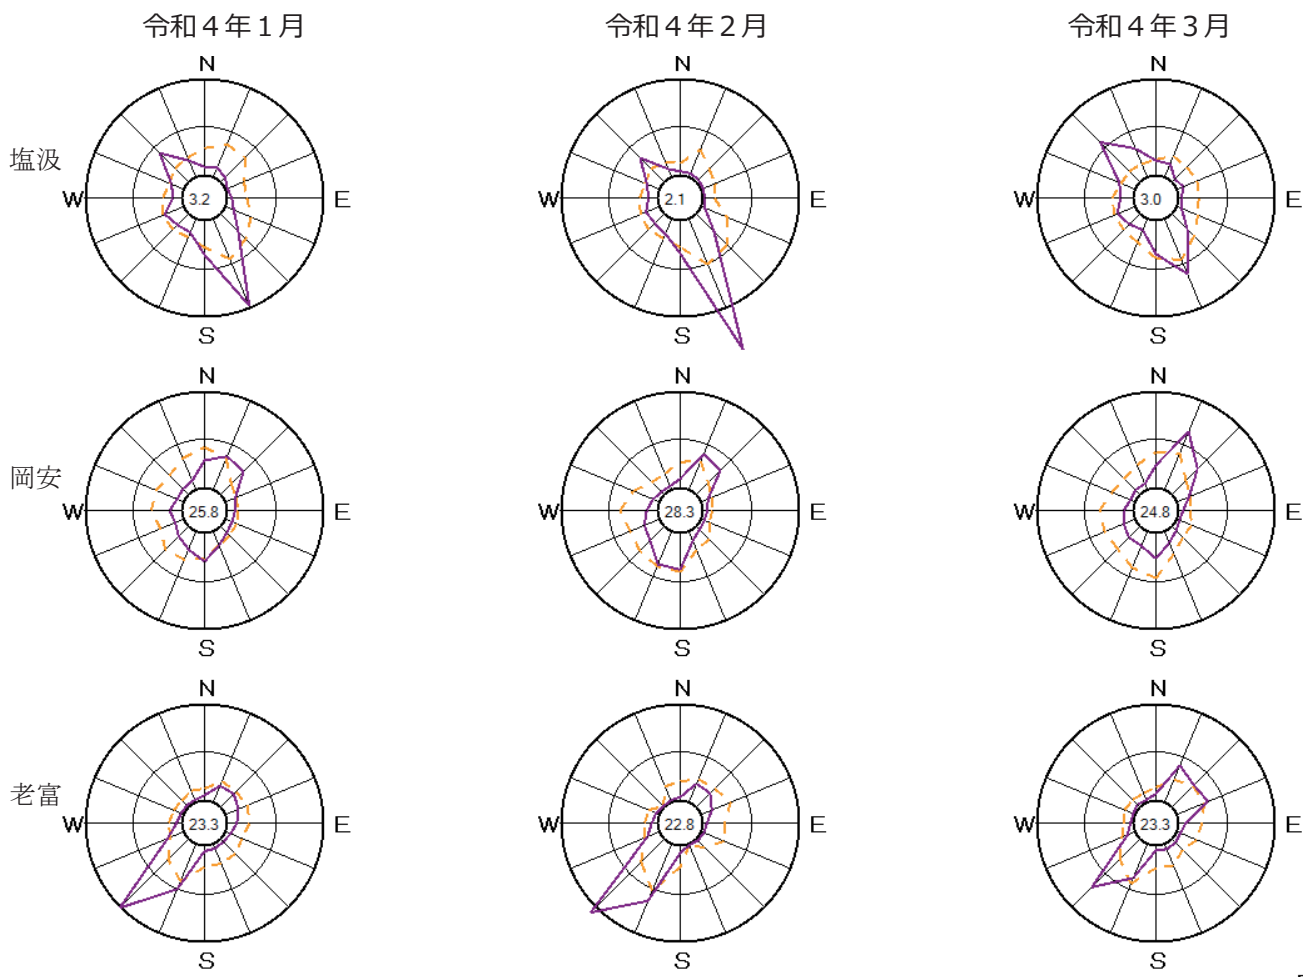 令和４年１月 令和４年２月 令和４年３月
N N N
塩汲
W 3.2 E W 2.1 E W 3.0 E
S S S
N N N
岡安
W 25.8 E W 28.3 E W 24.8 E
S S S
N N N
老富
W 23.3 E W 22.8 E W 23.3 E
S S S